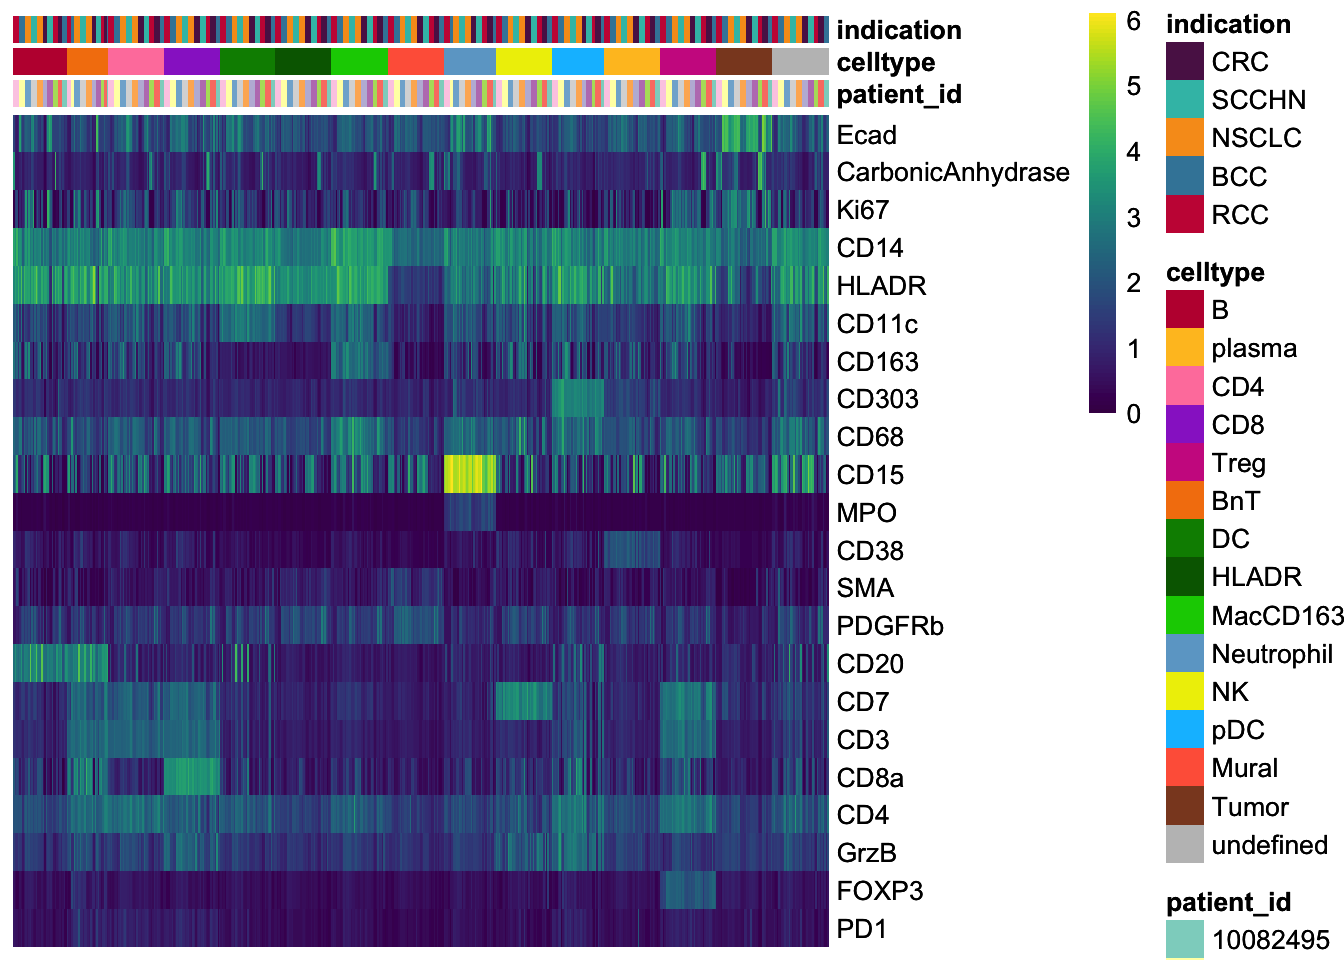 indication
celltype
patient_id
Ecad
CarbonicAnhydrase
Ki67
CD14
HLADR
CD11c
CD163
CD303
CD68
CD15
MPO
CD38
SMA
PDGFRb
CD20
CD7
CD3
CD8a
CD4
GrzB
FOXP3
PD1
6
5
4
3
2
1
0
indication
CRC
SCCHN
NSCLC
BCC
RCC
celltype
B
plasma
CD4
CD8
Treg
BnT
DC
HLADR
MacCD163
Neutrophil
NK
pDC
Mural
Tumor
undefined
patient_id
10082495